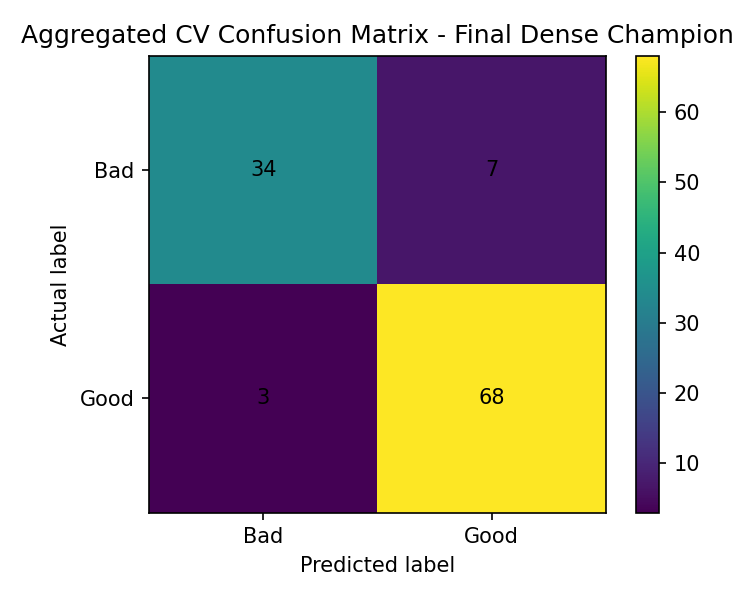 Aggregated CV Confusion Matrix - Final Dense Champion
Actual label
Bad
Good
34
7
3
68
Bad
Good
Predicted label
60
50
40
30
20
10